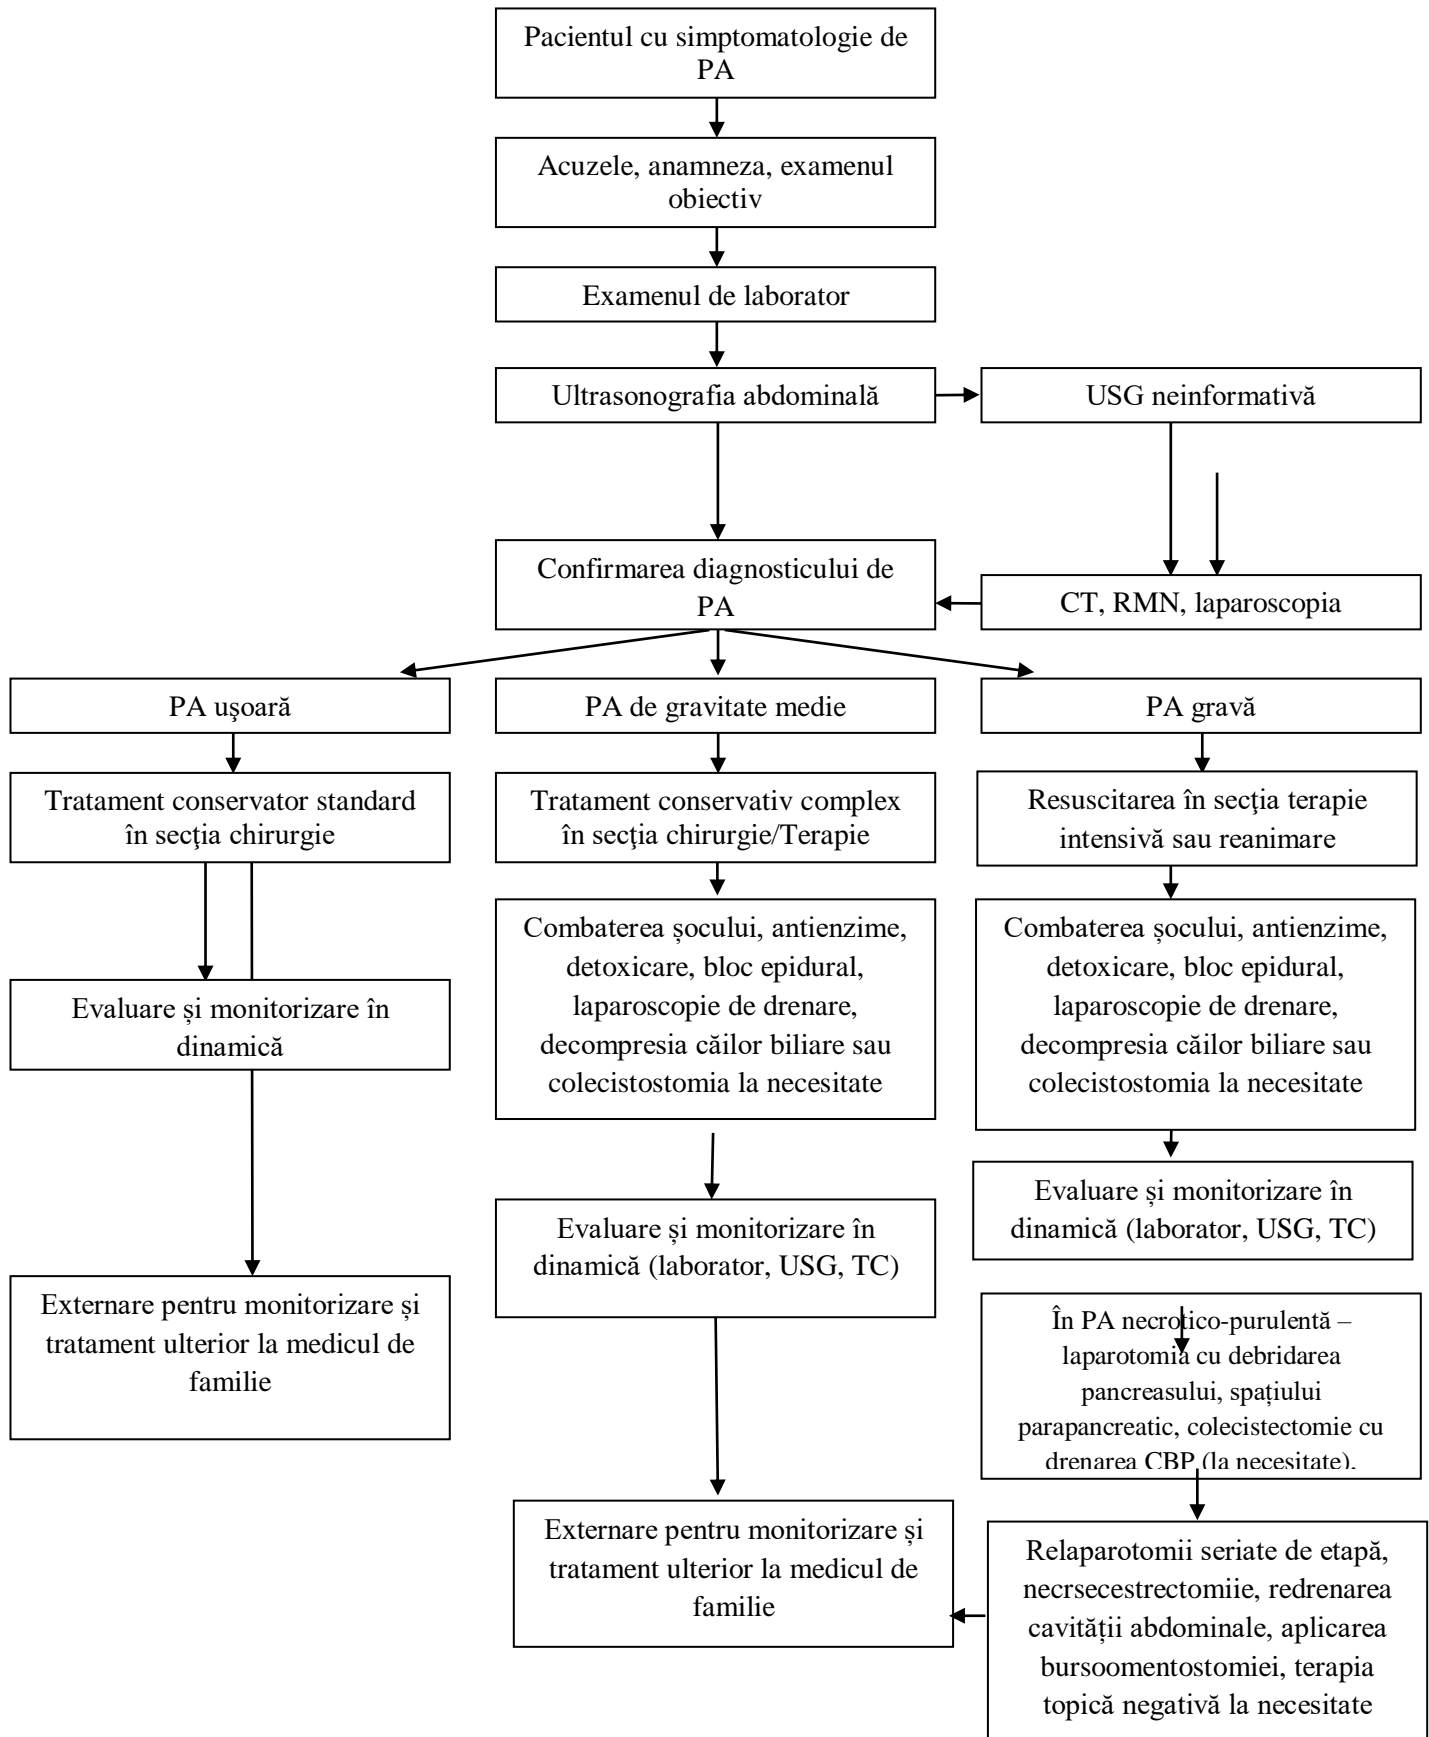 Pacientul cu simptomatologie de
PA
Acuzele, anamneza, examenul
obiectiv
Examenul de laborator
Ultrasonografia abdominală
USG neinformativă
Confirmarea diagnosticului de
PA
CT, RMN, laparoscopia
PA uşoară
PA de gravitate medie
PA gravă
Tratament conservator standard
în secţia chirurgie
Tratament conservativ complex
în secţia chirurgie/Terapie
Resuscitarea în secţia terapie
intensivă sau reanimare
Evaluare și monitorizare în
dinamică
Combaterea șocului, antienzime,
detoxicare, bloc epidural,
laparoscopie de drenare,
decompresia căilor biliare sau
colecistostomia la necesitate
Combaterea șocului, antienzime,
detoxicare, bloc epidural,
laparoscopie de drenare,
decompresia căilor biliare sau
colecistostomia la necesitate
Evaluare și monitorizare în
dinamică (laborator, USG, TC)
Evaluare și monitorizare în
dinamică (laborator, USG, TC)
Externare pentru monitorizare și
tratament ulterior la medicul de
familie
În PA necrotico-purulentă –
laparotomia cu debridarea
pancreasului, spațiului
parapancreatic, colecistectomie cu
drenarea CBP (la necesitate).
Externare pentru monitorizare și
tratament ulterior la medicul de
familie
Relaparotomii seriate de etapă,
necrsecestrectomiie, redrenarea
cavității abdominale, aplicarea
bursoomentostomiei, terapia
topică negativă la necesitate